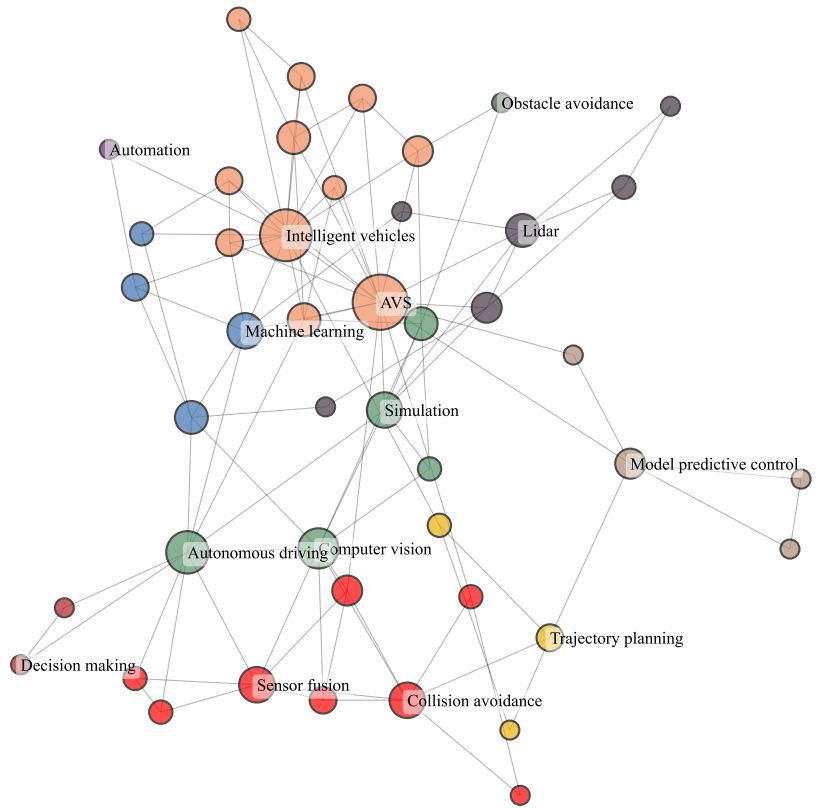 Obstacle avoidance
Automation
Lidar
Intelligent vehicles
AVS
Machine learning
Simulation
Model predictive control
Computer vision
Autonomous driving
Trajectory planning
Decision making
Sensor fusion
Collision avoidance